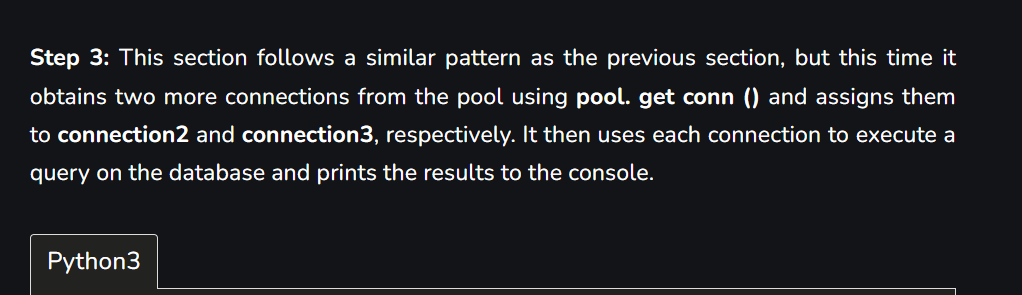 Step 3: This section follows a similar pattern as the previous section, but this time it
obtains two more connections from the pool using pool. get conn () and assigns them
to connection2 and connection3, respectively. It then uses each connection to execute a
query on the database and prints the results to the console.
Python3